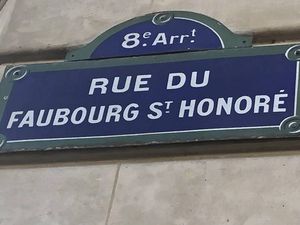 8e. Arrt.
RUE DU
FAUBOURG ST HONORÉ